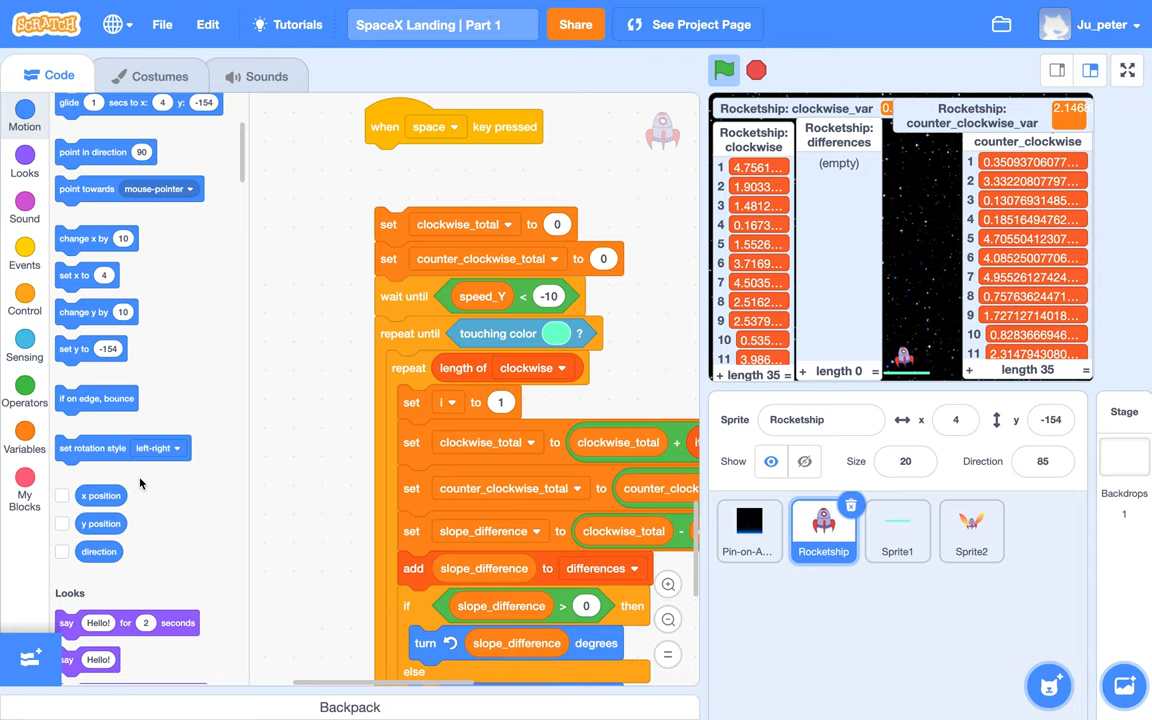 SCRATCH File Edit Tutorials SpaceX Landing | Part 1 Share See Project Page Ju_peter
Code Costumes Sounds
Motion
Looks
Sound
Events
Control
Sensing
Operators
Variables
My
Blocks
glide 1 secs to x: 4 y: -154
point in direction 90
point towards mouse-pointer
change x by 10
set x to 4
change y by 10
set y to -154
if on edge, bounce
set rotation style left-right
x position
y position
direction
Looks
say Hello! for 2 seconds
say Hello!
when space key pressed
set clockwise_total to 0
set counter_clockwise_total to 0
wait until speed_Y < -10
repeat until touching color ?
repeat length of clockwise
set i to 1
set clockwise_total to clockwise_total +
set counter_clockwise_total to counter_clock
set slope_difference to clockwise_total -
add slope_difference to differences
if slope_difference > 0 then
turn slope_difference degrees
else
Backpack
Rocketship: clockwise_var 0.
Rocketship:
counter_clockwise_var
2.1468
Rocketship:
clockwise
1 4.7561...
2 1.9033...
3 1.4812...
4 0.1673...
5 1.5526...
6 3.7169...
7 4.5035...
8 2.5162...
9 2.5379...
10 0.535...
11 3.986...
+ length 35 =
Rocketship:
differences
(empty)
+ length 0 =
counter_clockwise
1 0.35093706077...
2 3.33220807797...
3 0.13076931485...
4 0.18516494762...
5 4.70550412307...
6 4.08525007706...
7 4.95526127424...
8 0.75763624471...
9 1.72712714018...
10 0.8283666946...
11 2.3147943080...
+ length 35 =
Sprite Rocketship x 4 y -154
Show Size 20 Direction 85
Pin-on-A...
Rocketship
Sprite1
Sprite2
Stage
Backdrops
1